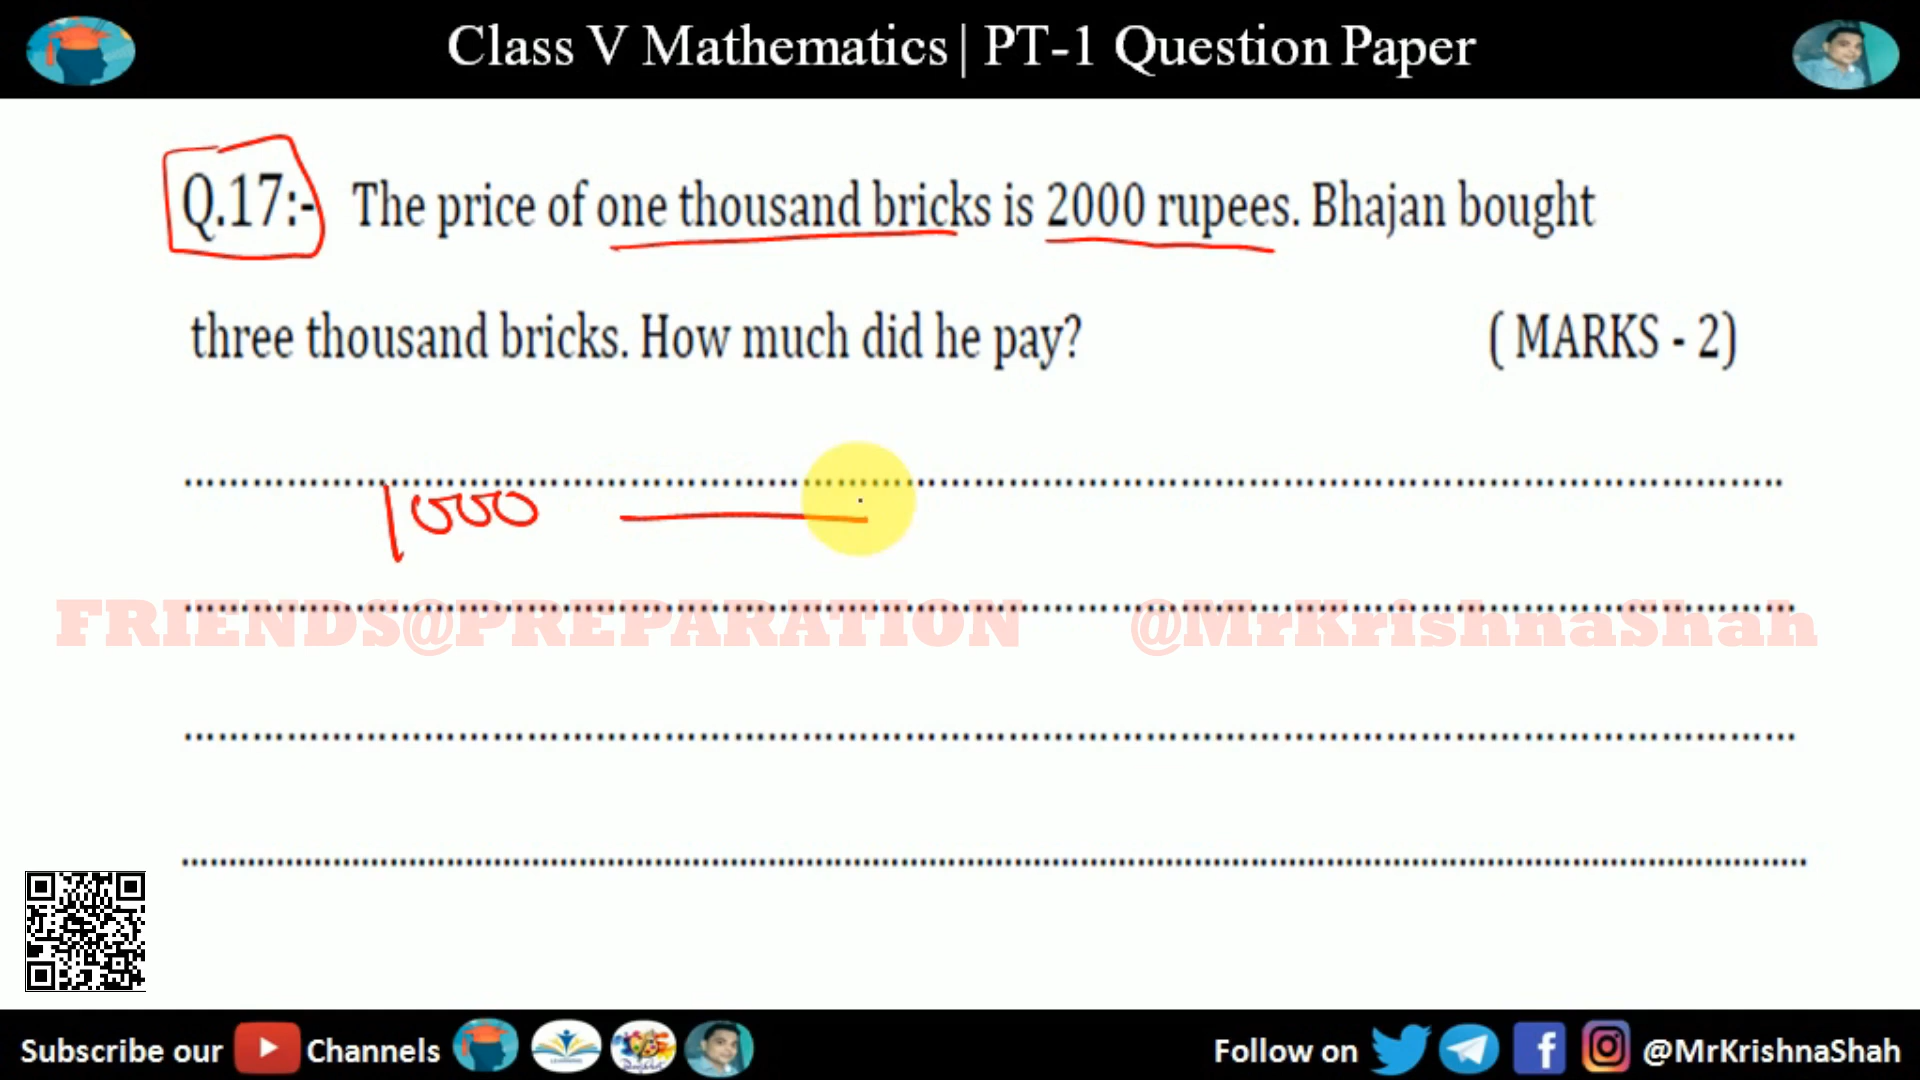 Class V Mathematics| PT-1 Question Paper
Q.17:- The price of one thousand bricks is 2000 rupees. Bhajan bought
three thousand bricks. How much did he pay? ( MARKS - 2)
1000
FRIENDS@PREPARATION @MrKrishnaShah
Subscribe our Channels Follow on @MrKrishnaShah